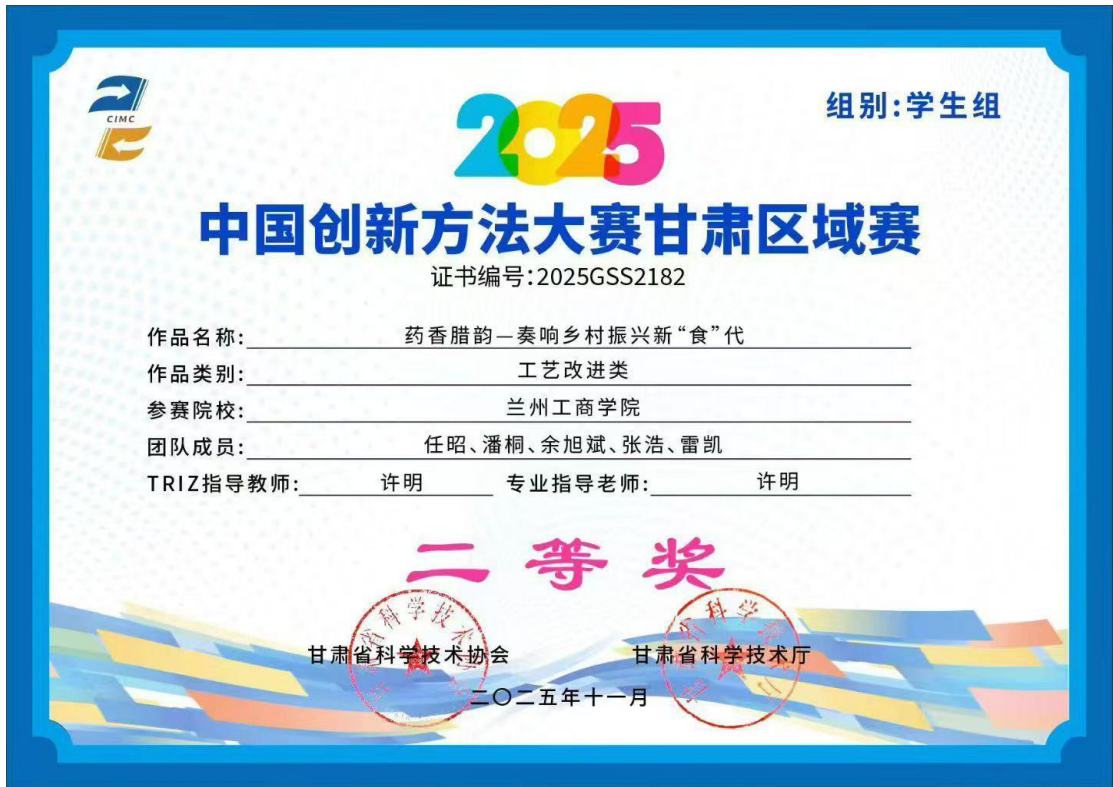 CIMC
2025
组别:学生组
中国创新方法大赛甘肃区域赛
证书编号:2025GSS2182
作品名称: 药香腊韵—奏响乡村振兴新“食”代
作品类别: 工艺改进类
参赛院校: 兰州工商学院
团队成员: 任昭、潘桐、余旭斌、张浩、雷凯
TRIZ指导教师: 许明 专业指导老师: 许明
二等奖
甘肃省科学技术协会 甘肃省科学技术厅
二〇二五年十一月